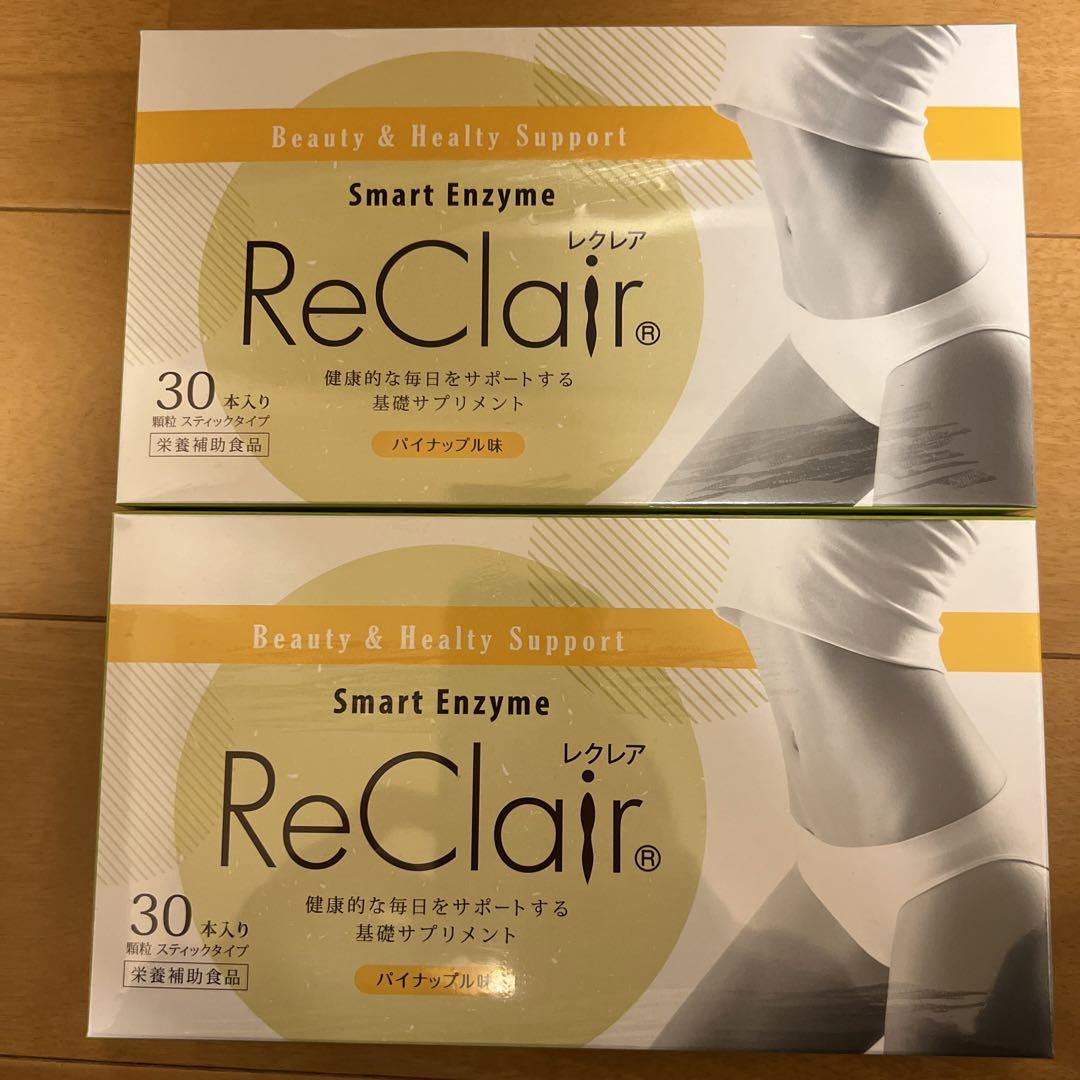 Beauty & Healty Support
Smart Enzyme
レクレア
ReClair®
健康的な毎日をサポートする
基礎サプリメント
30本入り
顆粒 スティックタイプ
栄養補助食品
パイナップル味
Beauty & Healty Support
Smart Enzyme
レクレア
ReClair®
健康的な毎日をサポートする
基礎サプリメント
30本入り
顆粒 スティックタイプ
栄養補助食品
パイナップル味